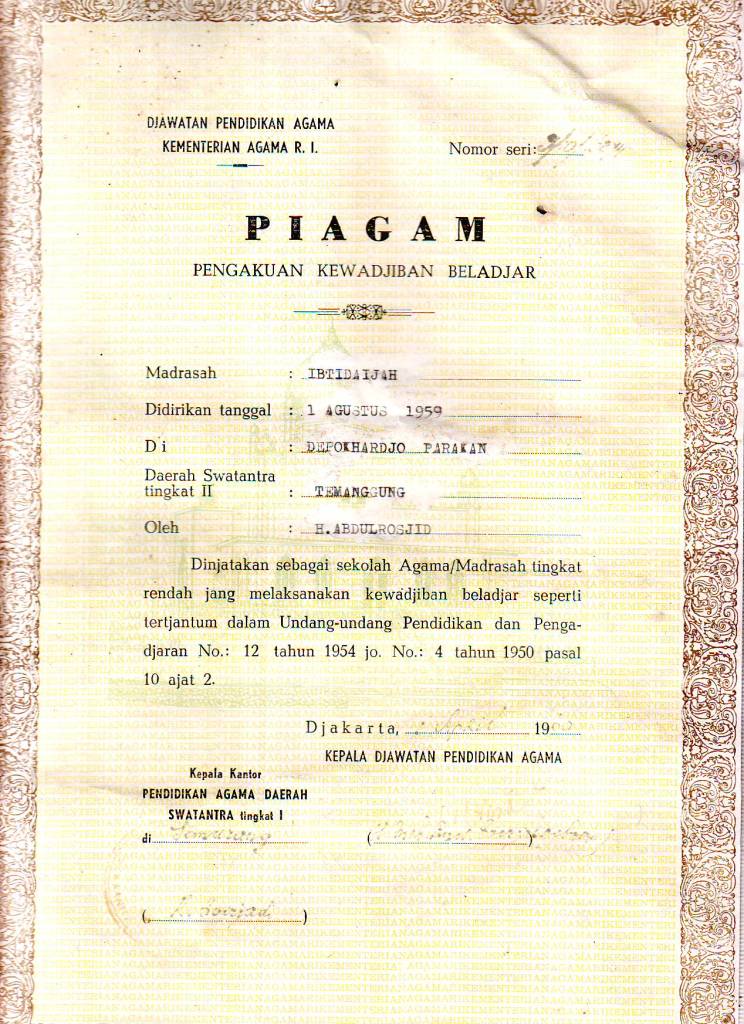 DJAWATAN PENDIDIKAN AGAMA
KEMENTERIAN AGAMA R. I.
Nomor seri:
PIAGAM
PENGAKUAN KEWADJIBAN BELADJAR
Madrasah : IBTIDAIJAH
Didirikan tanggal : 1 AGUSTUS 1959
Di : DEPOKHARDJO PARAKAN
Daerah Swatantra
tingkat II : TEMANGGUNG
Oleh : H.ABDULROSJID
Dinjatakan sebagai sekolah Agama/Madrasah tingkat
rendah jang melaksanakan kewadjiban beladjar seperti
tertjantum dalam Undang-undang Pendidikan dan Penga-
djaran No.: 12 tahun 1954 jo. No.: 4 tahun 1950 pasal
10 ajat 2.
Djakarta, April 19
KEPALA DJAWATAN PENDIDIKAN AGAMA
Kepala Kantor
PENDIDIKAN AGAMA DAERAH
SWATANTRA tingkat I
di Semarang